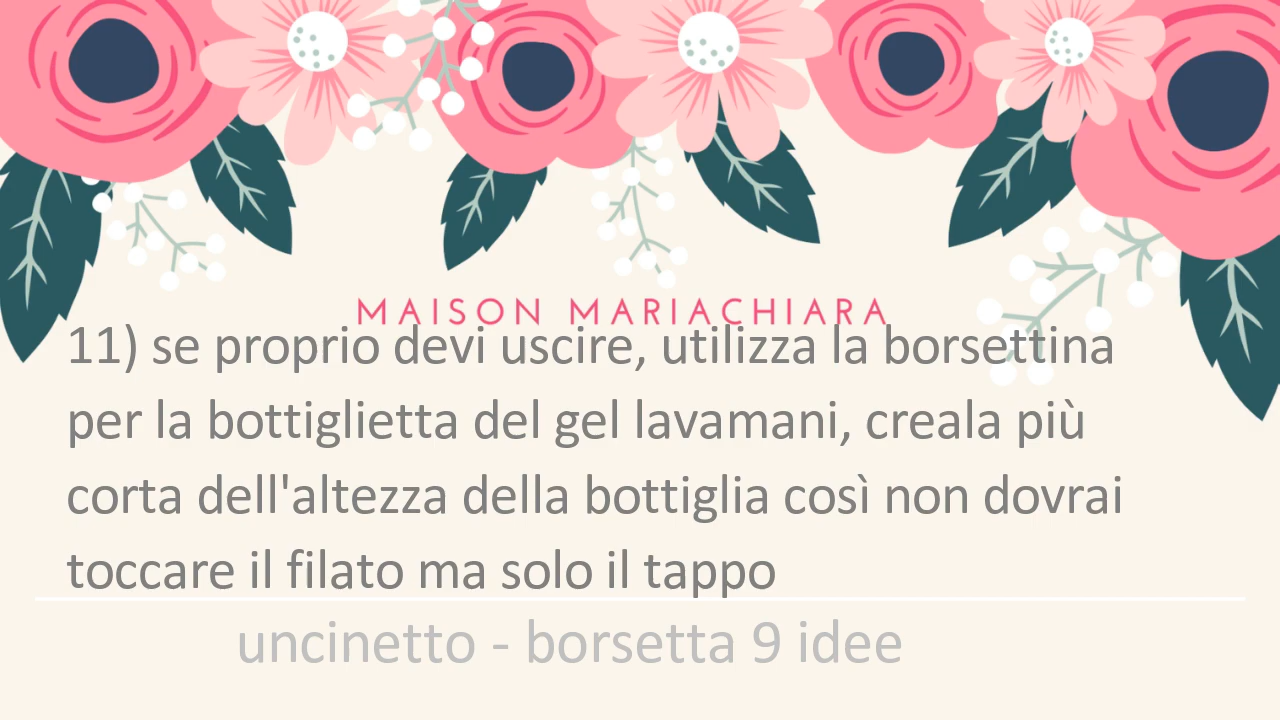 MAISON MARIACHIARA
11) se proprio devi uscire, utilizza la borsettina
per la bottiglietta del gel lavamani, creala più
corta dell'altezza della bottiglia così non dovrai
toccare il filato ma solo il tappo
uncinetto - borsetta 9 idee